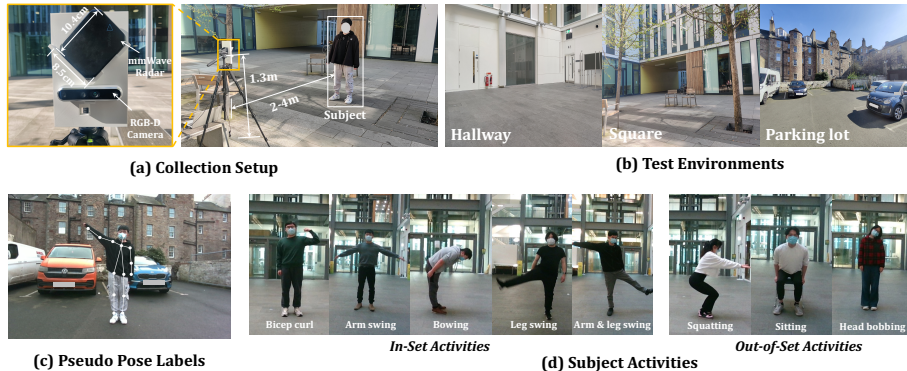 10.4cm
8.5cm
mmWave
Radar
RGB-D
Camera
1.3m
2-4m
Subject
(a) Collection Setup
Hallway
Square
Parking lot
(b) Test Environments
(c) Pseudo Pose Labels
Bicep curl
Arm swing
Bowing
Leg swing
Arm & leg swing
In-Set Activities
Squatting
Sitting
Head bobbing
Out-of-Set Activities
(d) Subject Activities